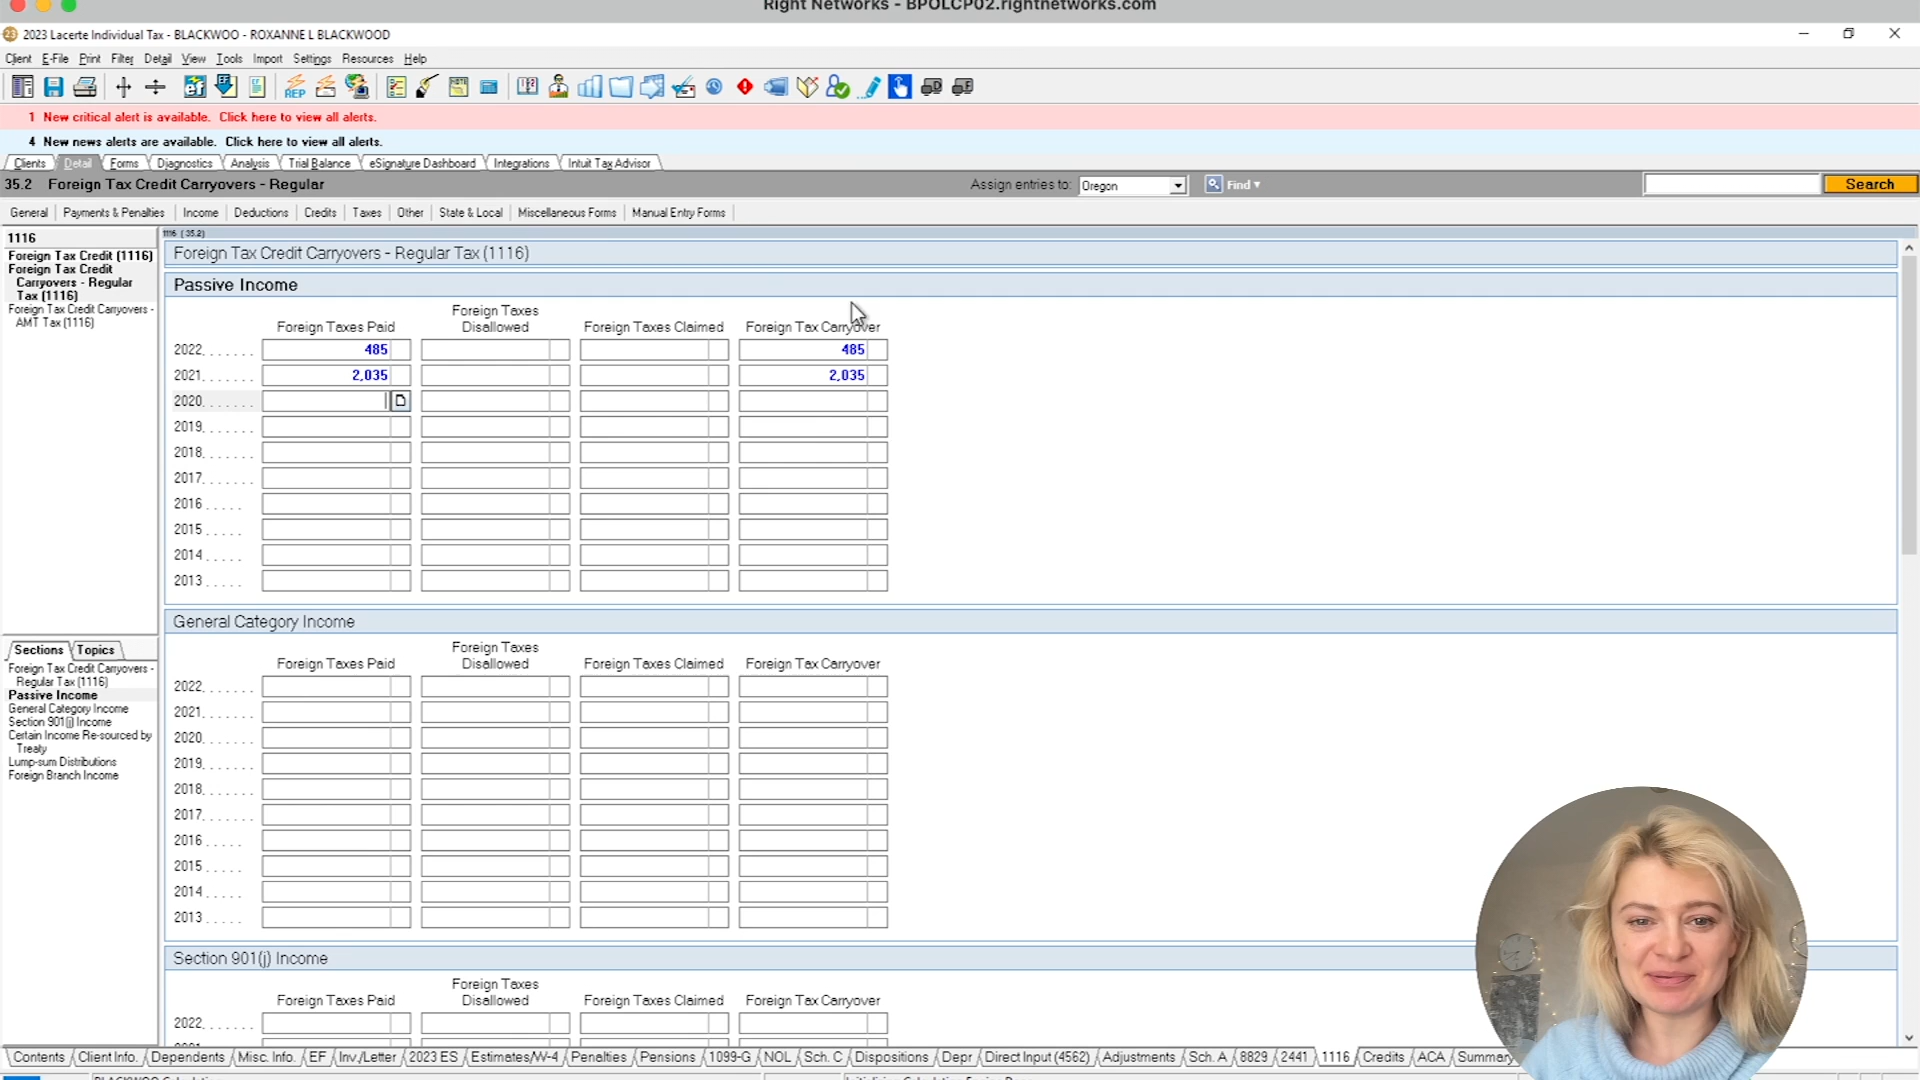 Right Networks - BPOLCP02.rightnetworks.com
2023 Lacerte Individual Tax - BLACKWOO - ROXANNE L BLACKWOOD
Client E-File Print Filter Detail View Tools Import Settings Resources Help
REP
1 New critical alert is available. Click here to view all alerts.
4 New news alerts are available. Click here to view all alerts.
Clients Detail Forms Diagnostics Analysis Trial Balance eSignature Dashboard Integrations Intuit Tax Advisor
35.2 Foreign Tax Credit Carryovers - Regular Assign entries to: Oregon Find Search
General Payments & Penalties Income Deductions Credits Taxes Other State & Local Miscellaneous Forms Manual Entry Forms
1116
Foreign Tax Credit (1116)
Foreign Tax Credit
Carryovers - Regular
Tax (1116)
Foreign Tax Credit Carryovers -
AMT Tax (1116)
Sections Topics
Foreign Tax Credit Carryovers -
Regular Tax (1116)
Passive Income
General Category Income
Section 901(j) Income
Certain Income Re-sourced by
Treaty
Lump-sum Distributions
Foreign Branch Income
1116 (35.2)
Foreign Tax Credit Carryovers - Regular Tax (1116)
Passive Income
Foreign Taxes Paid Foreign Taxes Disallowed Foreign Taxes Claimed Foreign Tax Carryover
2022....... 485 485
2021....... 2,035 2,035
2020.......
2019.......
2018.......
2017.......
2016.....
2015.....
2014.....
2013.....
General Category Income
Foreign Taxes Paid Foreign Taxes Disallowed Foreign Taxes Claimed Foreign Tax Carryover
2022.......
2021.......
2020.......
2019.......
2018.......
2017.......
2016.....
2015.....
2014.....
2013.....
Section 901(j) Income
Foreign Taxes Paid Foreign Taxes Disallowed Foreign Taxes Claimed Foreign Tax Carryover
2022.......
Contents Client Info. Dependents Misc. Info. EF Inv./Letter 2023 ES Estimates/W-4 Penalties Pensions 1099-G NOL Sch. C Dispositions Depr Direct Input (4562) Adjustments Sch. A 8829 2441 1116 Credits ACA Summary